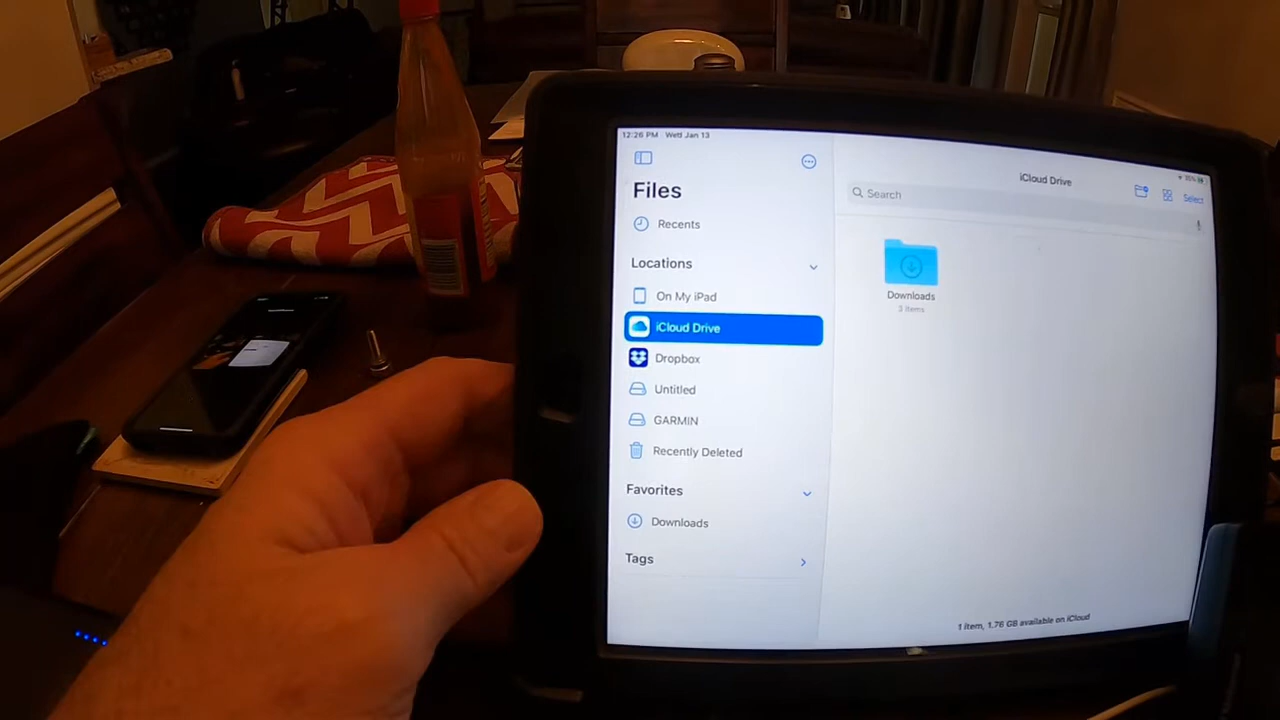 12:26 PM Wed Jan 13
Files
Recents
Locations
On My iPad
iCloud Drive
Dropbox
Untitled
GARMIN
Recently Deleted
Favorites
Downloads
Tags
iCloud Drive
Select
Search
Downloads
3 items
1 item, 1.76 GB available on iCloud